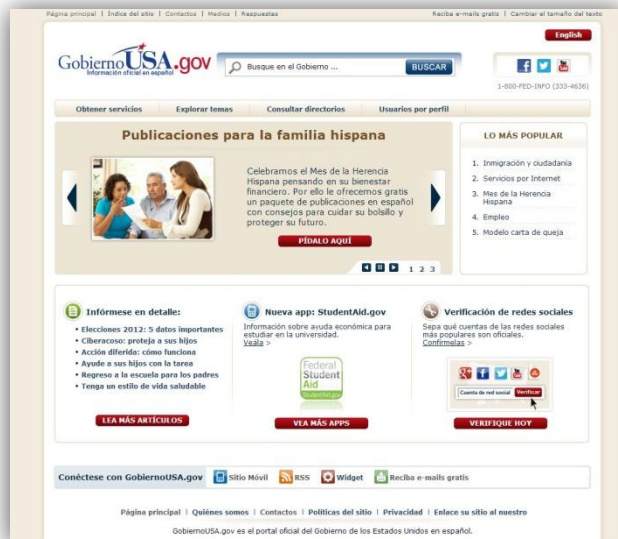 Página principal | Índice del sitio | Contactos | Medios | Respuestas
Reciba e-mails gratis | Cambiar el tamaño del texto
English
GobiernoUSA.gov
Información oficial en español
Busque en el Gobierno ...
BUSCAR
1-800-FED-INFO (333-4636)
Obtener servicios
Explorar temas
Consultar directorios
Usuarios por perfil
Publicaciones para la familia hispana
Celebramos el Mes de la Herencia
Hispana pensando en su bienestar
financiero. Por ello le ofrecemos gratis
un paquete de publicaciones en español
con consejos para cuidar su bolsillo y
proteger su futuro.
PÍDALO AQUÍ
1 2 3
LO MÁS POPULAR
1. Inmigración y ciudadanía
2. Servicios por Internet
3. Mes de la Herencia
Hispana
4. Empleo
5. Modelo carta de queja
Infórmese en detalle:
• Elecciones 2012: 5 datos importantes
• Ciberacoso: proteja a sus hijos
• Acción diferida: cómo funciona
• Ayude a sus hijos con la tarea
• Regreso a la escuela para los padres
• Tenga un estilo de vida saludable
LEA MÁS ARTÍCULOS
Nueva app: StudentAid.gov
Información sobre ayuda económica para
estudiar en la universidad.
Veála >
Federal
Student
Aid
StudentAid.gov
VEA MÁS APPS
Verificación de redes sociales
Sepa qué cuentas de las redes sociales
más populares son oficiales.
Confírmelas >
Cuenta de red social
Verificar
VERIFIQUE HOY
Conéctese con GobiernoUSA.gov
Sitio Móvil
RSS
Widget
Reciba e-mails gratis
Página principal | Quiénes somos | Contactos | Políticas del sitio | Privacidad | Enlace su sitio al nuestro
GobiernoUSA.gov es el portal oficial del Gobierno de los Estados Unidos en español.